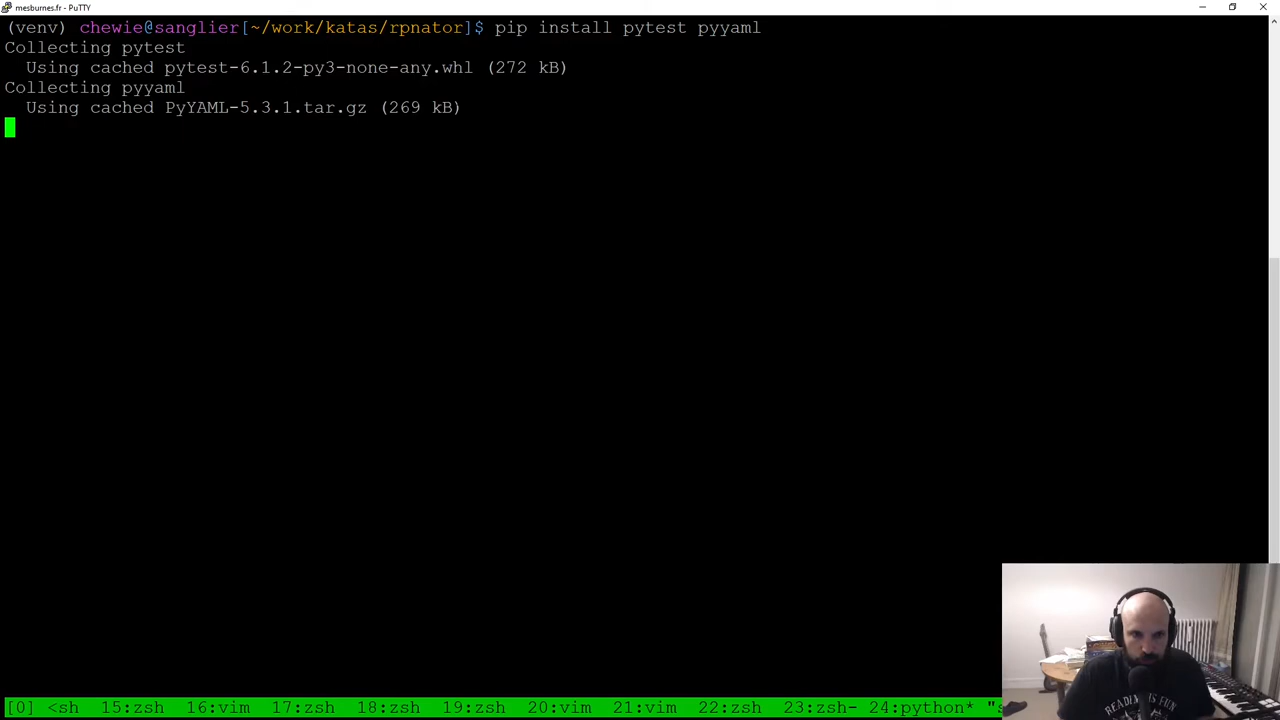 mesburnes.fr - PuTTY
(venv) chewie@sanglier[~/work/katas/rpnator]$ pip install pytest pyyaml
Collecting pytest
Using cached pytest-6.1.2-py3-none-any.whl (272 kB)
Collecting pyyaml
Using cached PyYAML-5.3.1.tar.gz (269 kB)
[0] <sh 15:zsh 16:vim 17:zsh 18:zsh 19:zsh 20:vim 21:vim 22:zsh 23:zsh- 24:python* "s
READING IS FUN